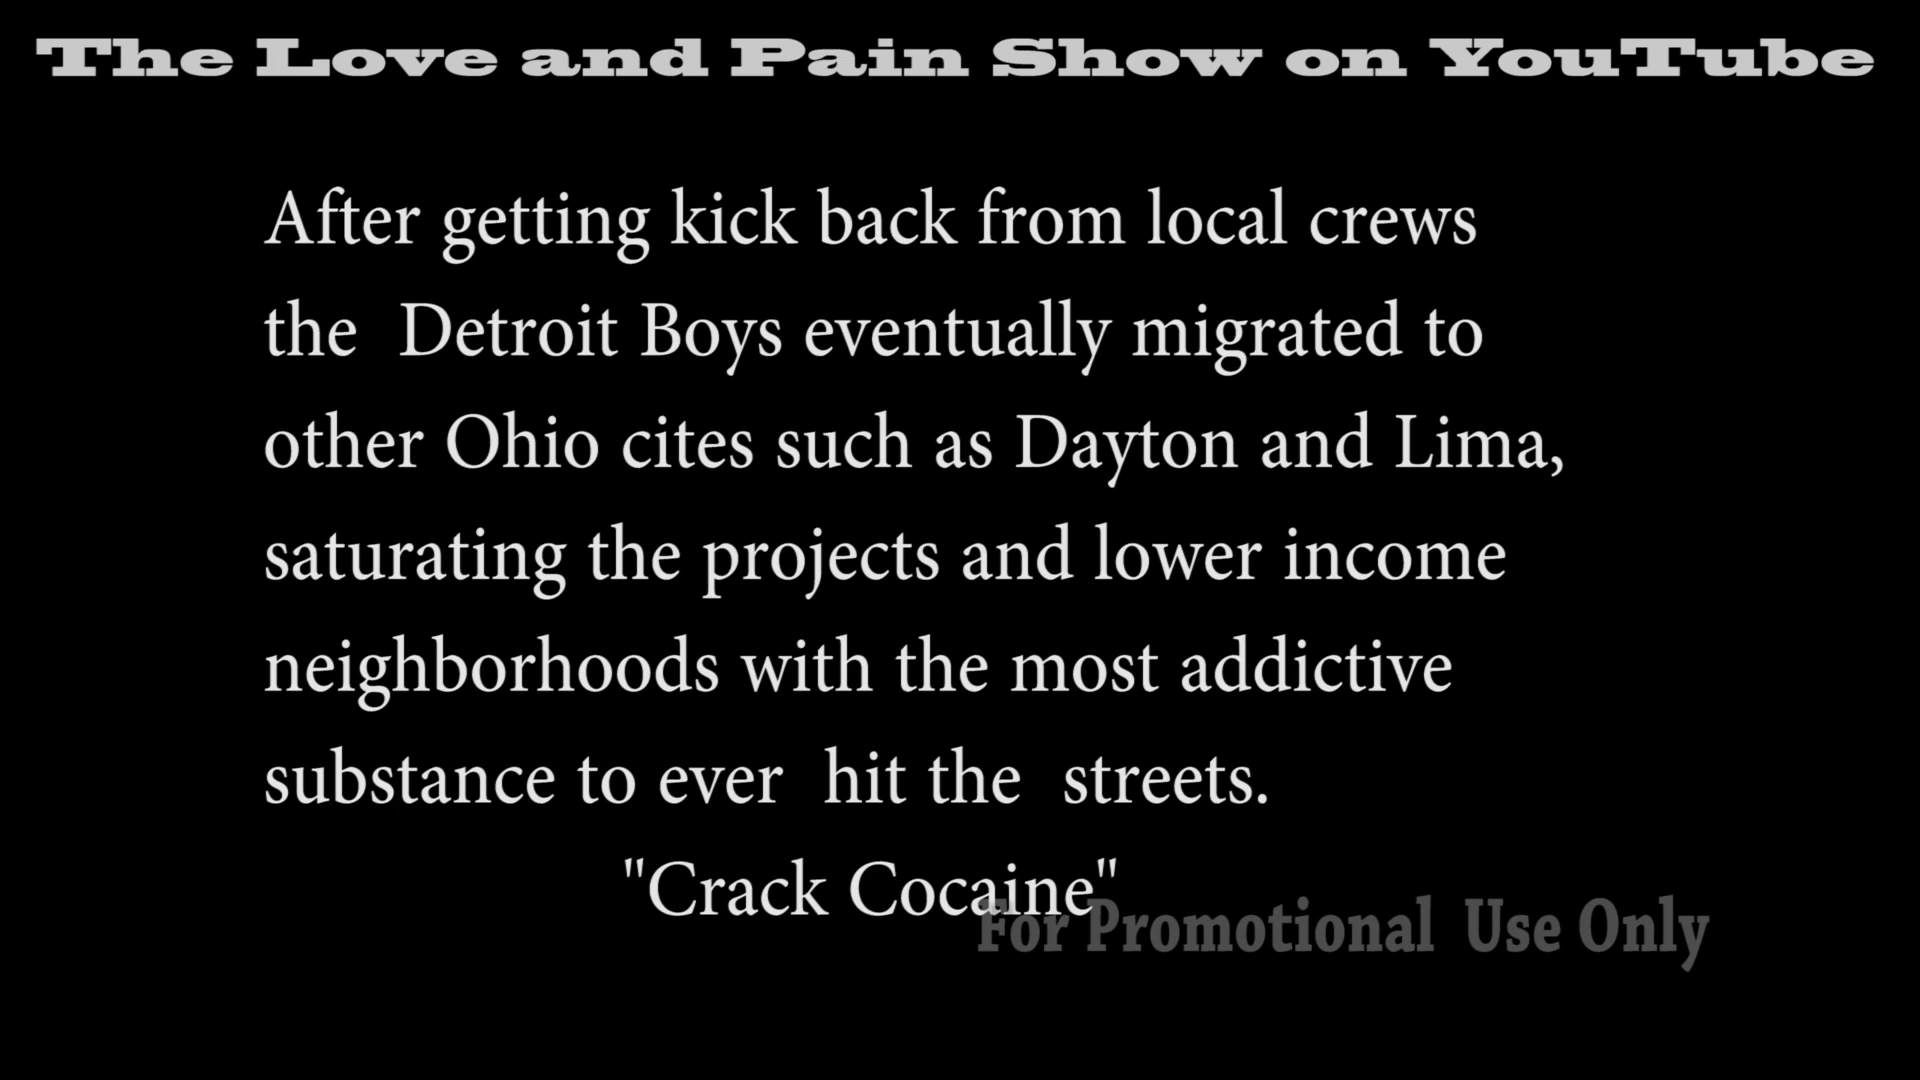 The Love and Pain Show on YouTube
After getting kick back from local crews
the Detroit Boys eventually migrated to
other Ohio cites such as Dayton and Lima,
saturating the projects and lower income
neighborhoods with the most addictive
substance to ever hit the streets.
"Crack Cocaine"
For Promotional Use Only